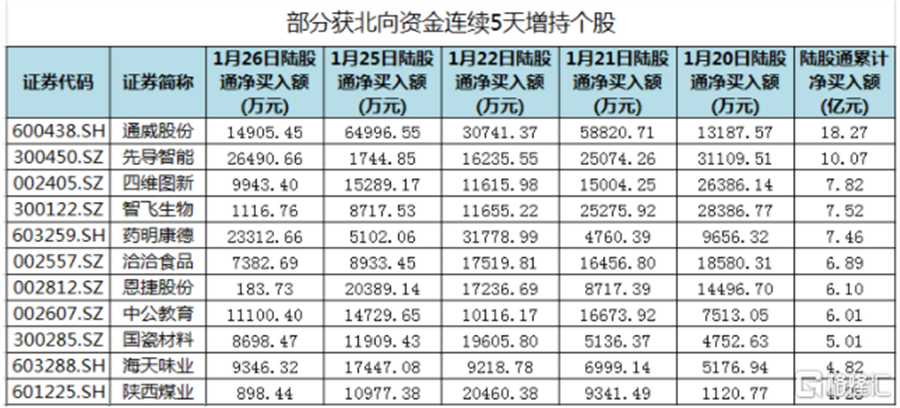 部分获北向资金连续5天增持个股
证券代码 证券简称 1月26日陆股通净买入额(万元) 1月25日陆股通净买入额(万元) 1月22日陆股通净买入额(万元) 1月21日陆股通净买入额(万元) 1月20日陆股通净买入额(万元) 陆股通累计净买入额(亿元)
600438.SH 通威股份 14905.45 64996.55 30741.37 58820.71 13187.57 18.27
300450.SZ 先导智能 26490.66 1744.85 16235.55 25074.26 31109.51 10.07
002405.SZ 四维图新 9943.40 15289.17 11615.98 15004.25 26386.14 7.82
300122.SZ 智飞生物 1116.76 8717.53 11655.22 25275.92 28386.77 7.52
603259.SH 药明康德 23312.66 5102.06 31778.99 4760.39 9656.32 7.46
002557.SZ 洽洽食品 7382.69 8933.45 17519.81 16456.80 18580.31 6.89
002812.SZ 恩捷股份 183.73 20389.14 17236.69 8717.39 14496.70 6.10
002607.SZ 中公教育 11100.40 14729.65 10116.17 16673.92 7513.05 6.01
300285.SZ 国瓷材料 8698.47 11909.43 19605.80 5136.37 4752.63 5.01
603288.SH 海天味业 9346.32 17447.08 9218.78 6999.14 5176.94 4.82
601225.SH 陕西煤业 898.44 10977.38 20460.38 9341.49 1120.77
格隆汇